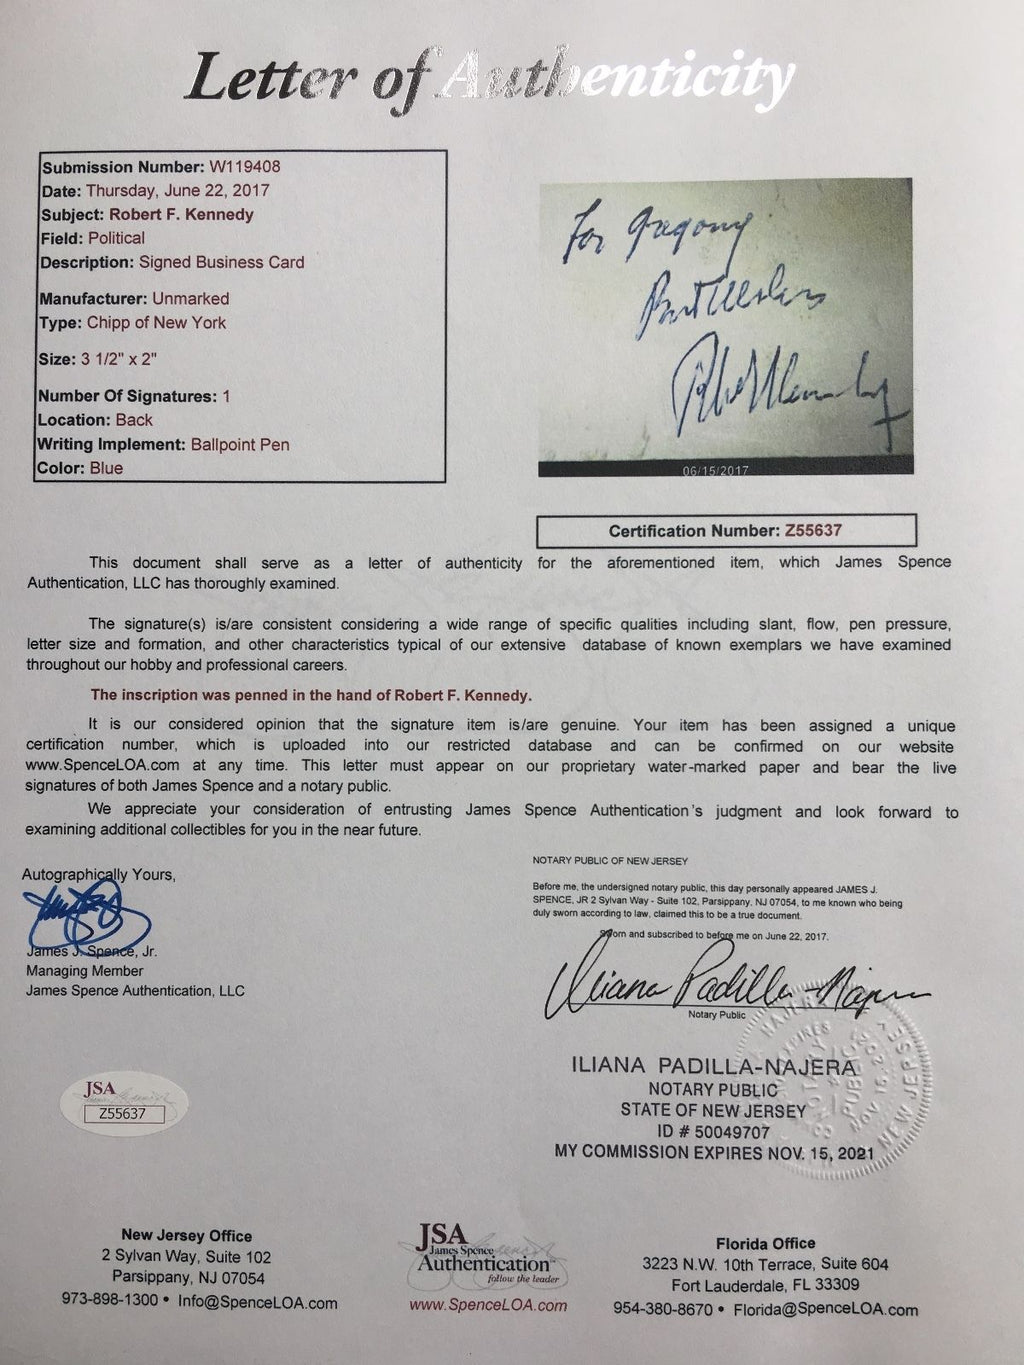 Letter of Authenticity
Submission Number: W119408
Date: Thursday, June 22, 2017
Subject: Robert F. Kennedy
Field: Political
Description: Signed Business Card
Manufacturer: Unmarked
Type: Chipp of New York
Size: 3 1/2" x 2"
Number Of Signatures: 1
Location: Back
Writing Implement: Ballpoint Pen
Color: Blue
For Gregory
Best Wishes
Robert Kennedy
06/15/2017
Certification Number: Z55637
This document shall serve as a letter of authenticity for the aforementioned item, which James Spence
Authentication, LLC has thoroughly examined.
The signature(s) is/are consistent considering a wide range of specific qualities including slant, flow, pen pressure,
letter size and formation, and other characteristics typical of our extensive database of known exemplars we have examined
throughout our hobby and professional careers.
The inscription was penned in the hand of Robert F. Kennedy.
It is our considered opinion that the signature item is/are genuine. Your item has been assigned a unique
certification number, which is uploaded into our restricted database and can be confirmed on our website
www.SpenceLOA.com at any time. This letter must appear on our proprietary water-marked paper and bear the live
signatures of both James Spence and a notary public.
We appreciate your consideration of entrusting James Spence Authentication's judgment and look forward to
examining additional collectibles for you in the near future.
Autographically Yours,
James J. Spence, Jr.
Managing Member
James Spence Authentication, LLC
NOTARY PUBLIC OF NEW JERSEY
Before me, the undersigned notary public, this day personally appeared JAMES J.
SPENCE, JR 2 Sylvan Way - Suite 102, Parsippany, NJ 07054, to me known who being
duly sworn according to law, claimed this to be a true document.
Sworn and subscribed to before me on June 22, 2017.
Iliana Padilla-Najera
Notary Public
ILIANA PADILLA-NAJERA
NOTARY PUBLIC
STATE OF NEW JERSEY
ID # 50049707
MY COMMISSION EXPIRES NOV. 15, 2021
JSA
Z55637
New Jersey Office
2 Sylvan Way, Suite 102
Parsippany, NJ 07054
973-898-1300 • Info@SpenceLOA.com
JSA
James Spence
Authentication™
follow the leader
www.SpenceLOA.com
Florida Office
3223 N.W. 10th Terrace, Suite 604
Fort Lauderdale, FL 33309
954-380-8670 • Florida@SpenceLOA.com